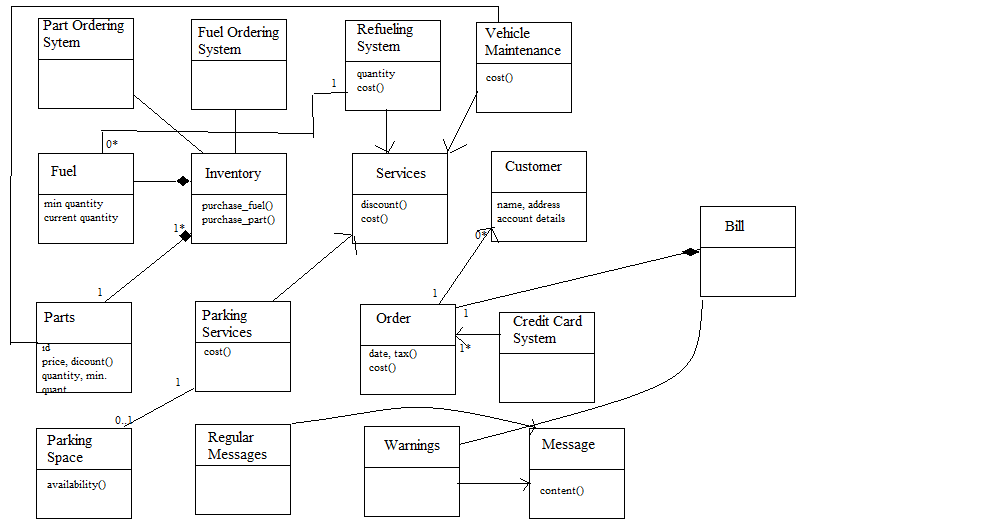 Part Ordering
Sytem
Fuel Ordering
System
Refueling
System
quantity
cost()
Vehicle
Maintenance
cost()
1
0*
Fuel
min quantity
current quantity
Inventory
purchase_fuel()
purchase_part()
Services
discount()
cost()
Customer
name, address
account details
Bill
1*
0*
1
1
1
Parts
id
price, dicount()
quantity, min.
quant
Parking
Services
cost()
Order
date, tax()
cost()
1*
Credit Card
System
1
0..1
Parking
Space
availability()
Regular
Messages
Warnings
Message
content()